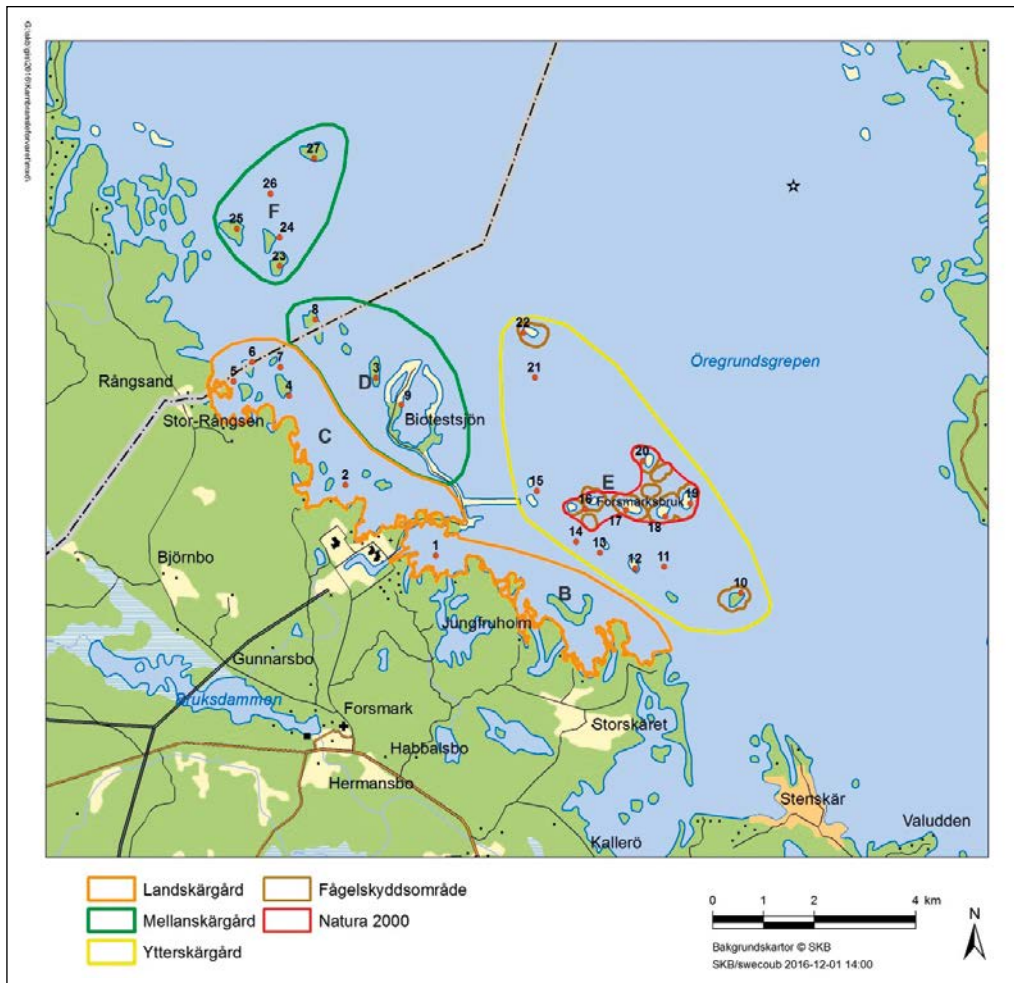 27
26
F
25
24
23
8
22
6
7
5
4
3
D
9
21
Öregrundsgrepen
Rångsand
Stor-Rångsen
Biotestsjön
C
2
15
20
E
16
19
Forsmarksbruk
17
18
14
13
12
11
10
1
B
Björnbo
Jungfruholm
Gunnarsbo
Bruksdammen
Forsmark
Habbalsbo
Storskäret
Hermansbo
Stenskär
Kallerö
Valudden
Landskärgård
Mellanskärgård
Ytterskärgård
Fågelskyddsområde
Natura 2000
0 1 2 4 km
N
Bakgrundskartor © SKB
SKB/swecoub 2016-12-01 14:00